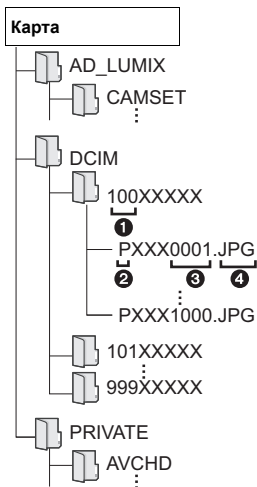 Карта
AD_LUMIX
CAMSET
DCIM
100XXXXX
❶
PXXX0001.JPG
❷ ❸ ❹
PXXX1000.JPG
101XXXXX
999XXXXX
PRIVATE
AVCHD